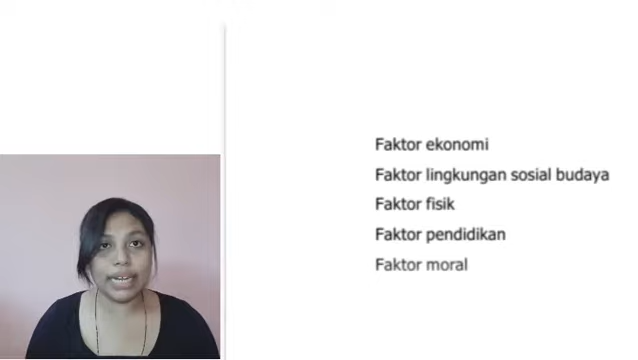 Faktor ekonomi
Faktor lingkungan sosial budaya
Faktor fisik
Faktor pendidikan
Faktor moral